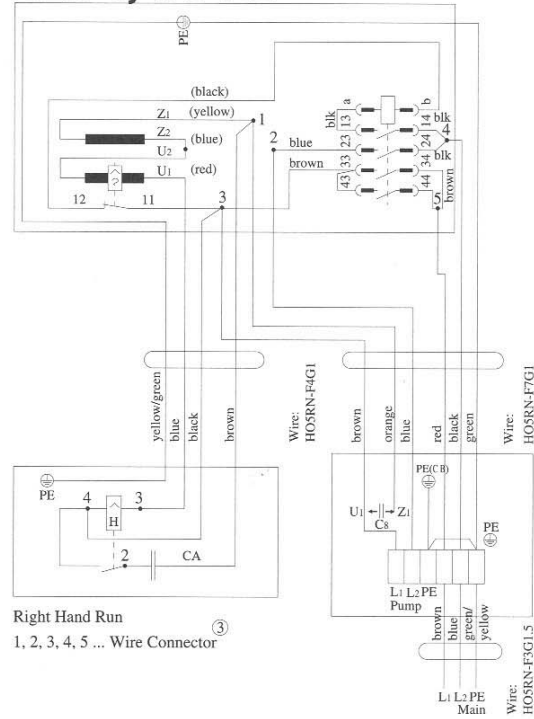 PE
(black)
Z1 (yellow)
Z2
(blue)
U2
U1 (red)
12 11
1
2
3
4
5
blue
brown
a b
blk
13 14 blk
23 24
33 34 blk
43 44
brown
yellow/green
blue
black
brown
Wire:
HO5RN-F4G1
brown
orange
blue
red
black
green
Wire:
HO5RN-F7G1
PE
4 3
H
2 CA
PE(CB)
U1 Z1
C8
PE
L1 L2 PE
Pump
brown
blue
green/
yellow
Wire:
HO5RN-F3G1.5
L1 L2 PE
Main
Right Hand Run
1, 2, 3, 4, 5 ... Wire Connector 3